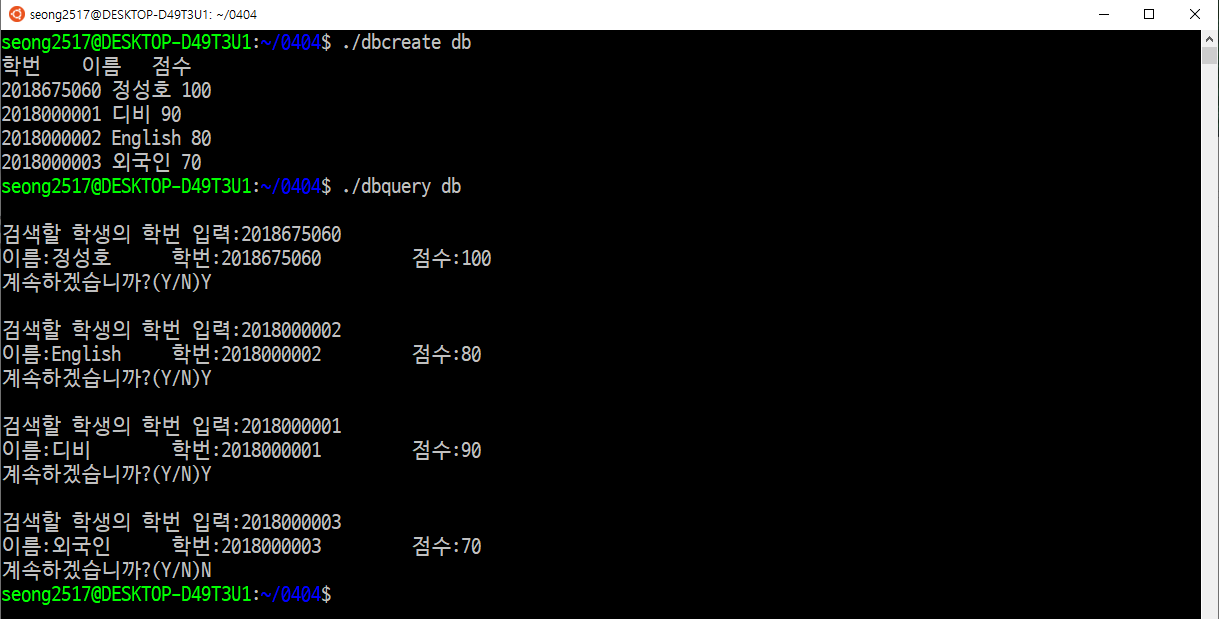 seong2517@DESKTOP-D49T3U1: ~/0404
seong2517@DESKTOP-D49T3U1:~/0404$ ./dbcreate db
학번    이름   점수
2018675060 정성호 100
2018000001 디비 90
2018000002 English 80
2018000003 외국인 70
seong2517@DESKTOP-D49T3U1:~/0404$ ./dbquery db
검색할 학생의 학번 입력:2018675060
이름:정성호      학번:2018675060         점수:100
계속하겠습니까?(Y/N)Y
검색할 학생의 학번 입력:2018000002
이름:English     학번:2018000002         점수:80
계속하겠습니까?(Y/N)Y
검색할 학생의 학번 입력:2018000001
이름:디비        학번:2018000001         점수:90
계속하겠습니까?(Y/N)Y
검색할 학생의 학번 입력:2018000003
이름:외국인      학번:2018000003         점수:70
계속하겠습니까?(Y/N)N
seong2517@DESKTOP-D49T3U1:~/0404$